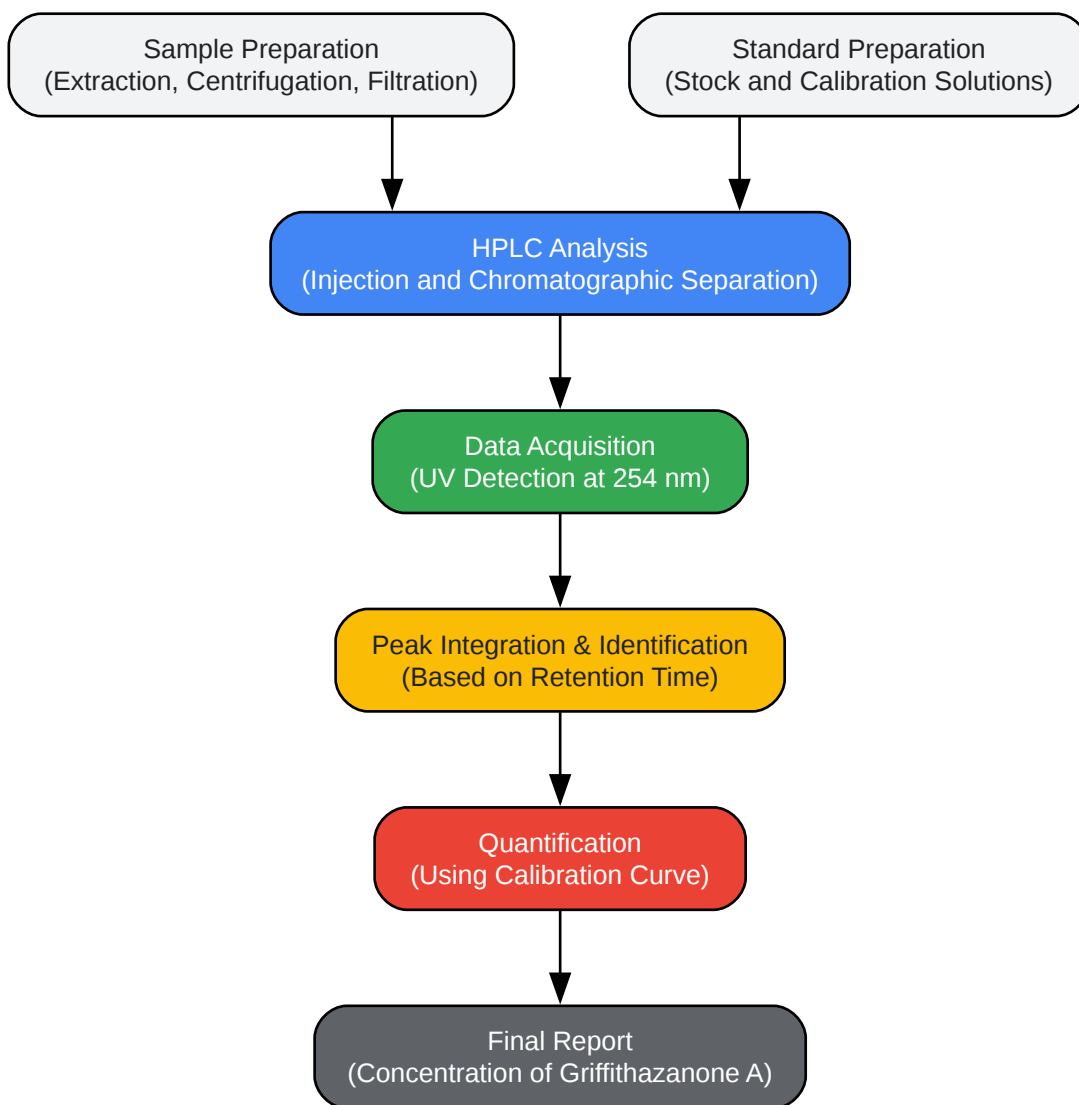 Sample Preparation
(Extraction, Centrifugation, Filtration)
Standard Preparation
(Stock and Calibration Solutions)
HPLC Analysis
(Injection and Chromatographic Separation)
Data Acquisition
(UV Detection at 254 nm)
Peak Integration & Identification
(Based on Retention Time)
Quantification
(Using Calibration Curve)
Final Report
(Concentration of Griffithazanone A)